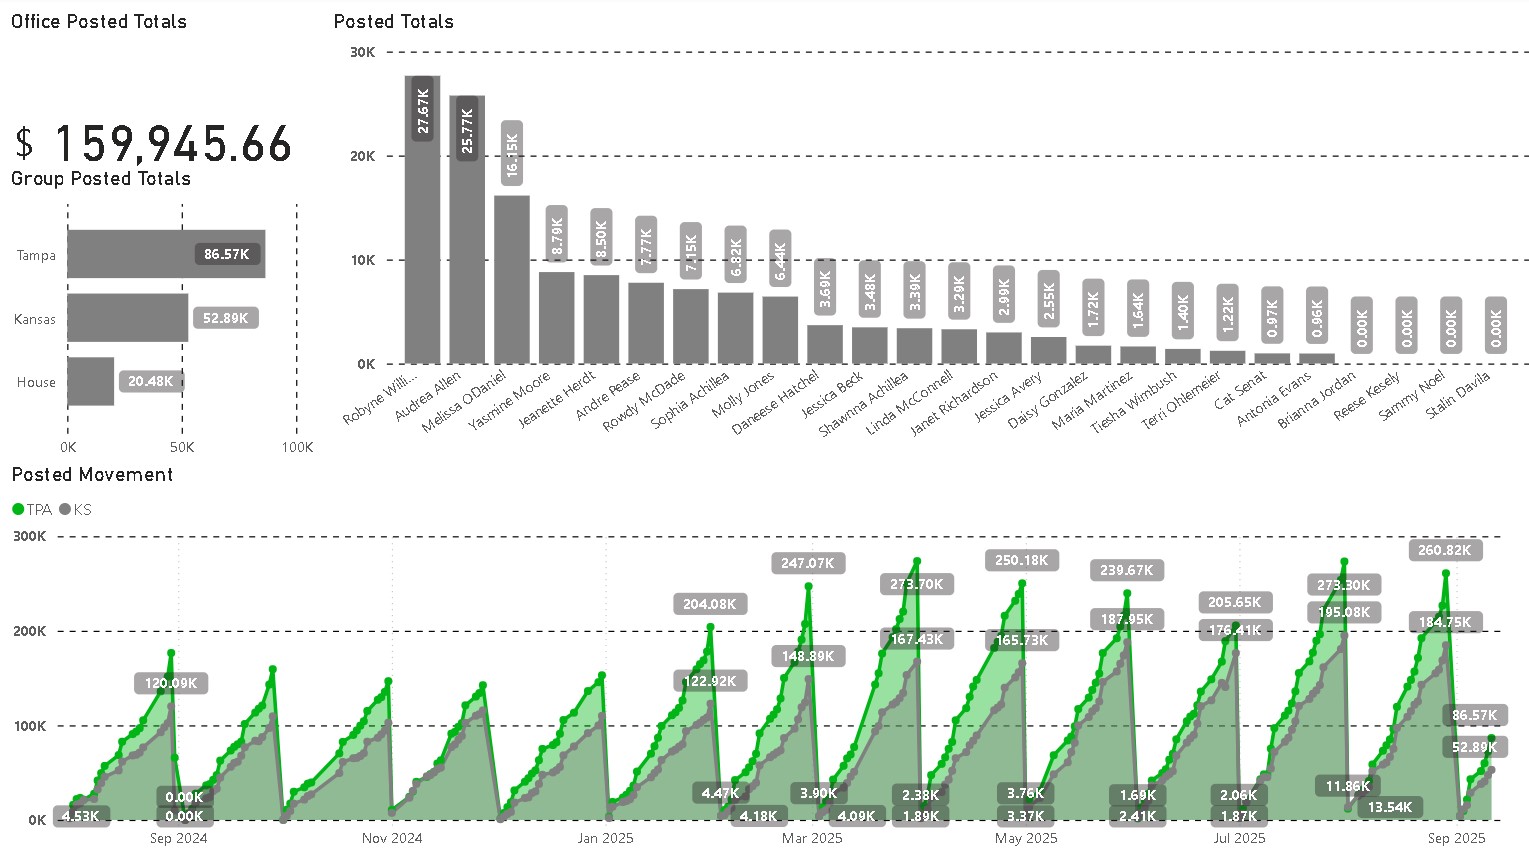 Office Posted Totals
$ 159,945.66
Group Posted Totals
Tampa
86.57K
Kansas
52.89K
House
20.48K
0K
50K
100K
Posted Totals
30K
20K
10K
0K
27.67K
25.77K
16.15K
8.79K
8.50K
7.77K
7.15K
6.82K
6.44K
3.69K
3.48K
3.39K
3.29K
2.99K
2.55K
1.72K
1.64K
1.40K
1.22K
0.97K
0.96K
0.00K
0.00K
0.00K
0.00K
Robyne Willi...
Audrea Allen
Melissa O'Daniel
Yasmine Moore
Jeanette Herdt
Andre Pease
Rowdy McDade
Sophia Achillea
Molly Jones
Daneese Hatchel
Jessica Beck
Shawnna Achillea
Linda McConnell
Janet Richardson
Jessica Avery
Daisy Gonzalez
Maria Martinez
Tiesha Wimbush
Terri Ohlemeier
Cat Senat
Antonia Evans
Brianna Jordan
Reese Kesely
Sammy Noel
Stalin Davila
Posted Movement
TPA KS
300K
200K
100K
0K
4.53K
120.09K
0.00K
0.00K
204.08K
122.92K
4.47K
4.18K
247.07K
148.89K
3.90K
4.09K
273.70K
167.43K
2.38K
1.89K
250.18K
165.73K
3.76K
3.37K
239.67K
187.95K
1.69K
2.41K
205.65K
176.41K
2.06K
1.87K
273.30K
195.08K
11.86K
13.54K
260.82K
184.75K
86.57K
52.89K
Sep 2024
Nov 2024
Jan 2025
Mar 2025
May 2025
Jul 2025
Sep 2025